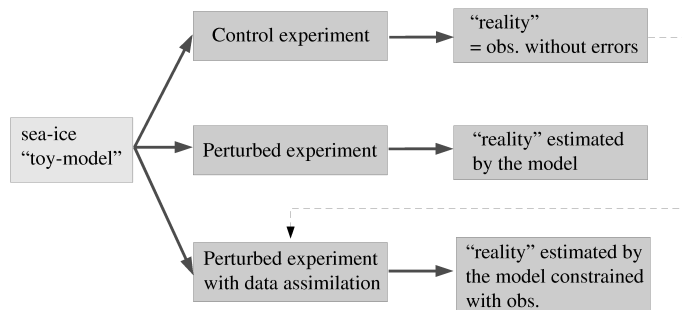 sea-ice
“toy-model”
Control experiment
“reality”
= obs. without errors
Perturbed experiment
“reality” estimated
by the model
Perturbed experiment
with data assimilation
“reality” estimated by
the model constrained
with obs.